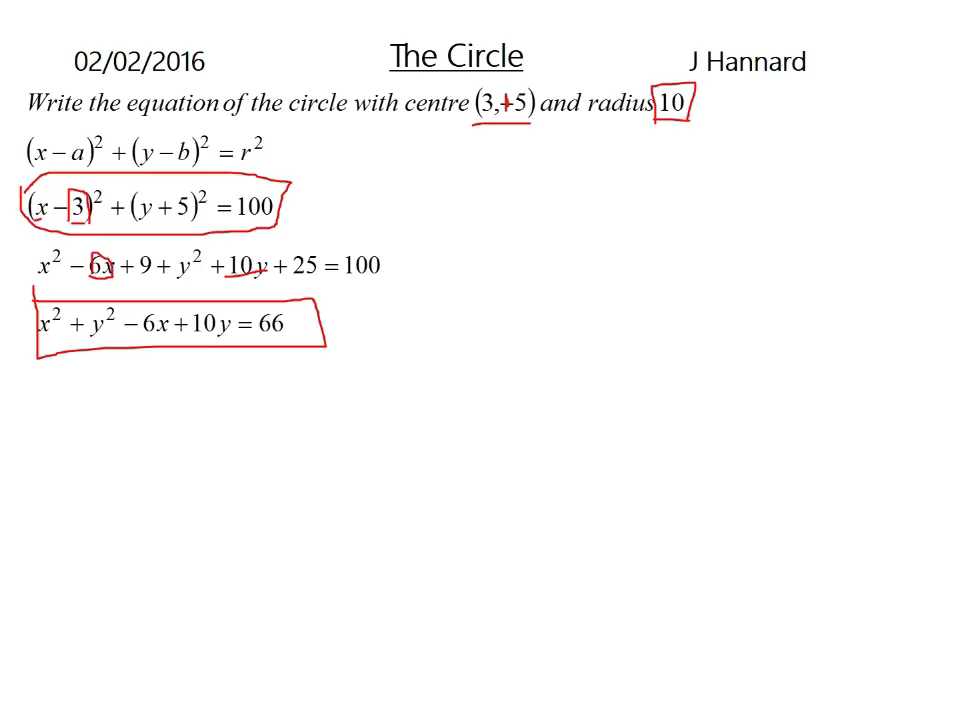 02/02/2016 The Circle J Hannard
Write the equation of the circle with centre (3,-5) and radius 10
(x − a)² + (y − b)² = r²
(x − 3)² + (y + 5)² = 100
x² − 6x + 9 + y² + 10y + 25 = 100
x² + y² − 6x + 10y = 66